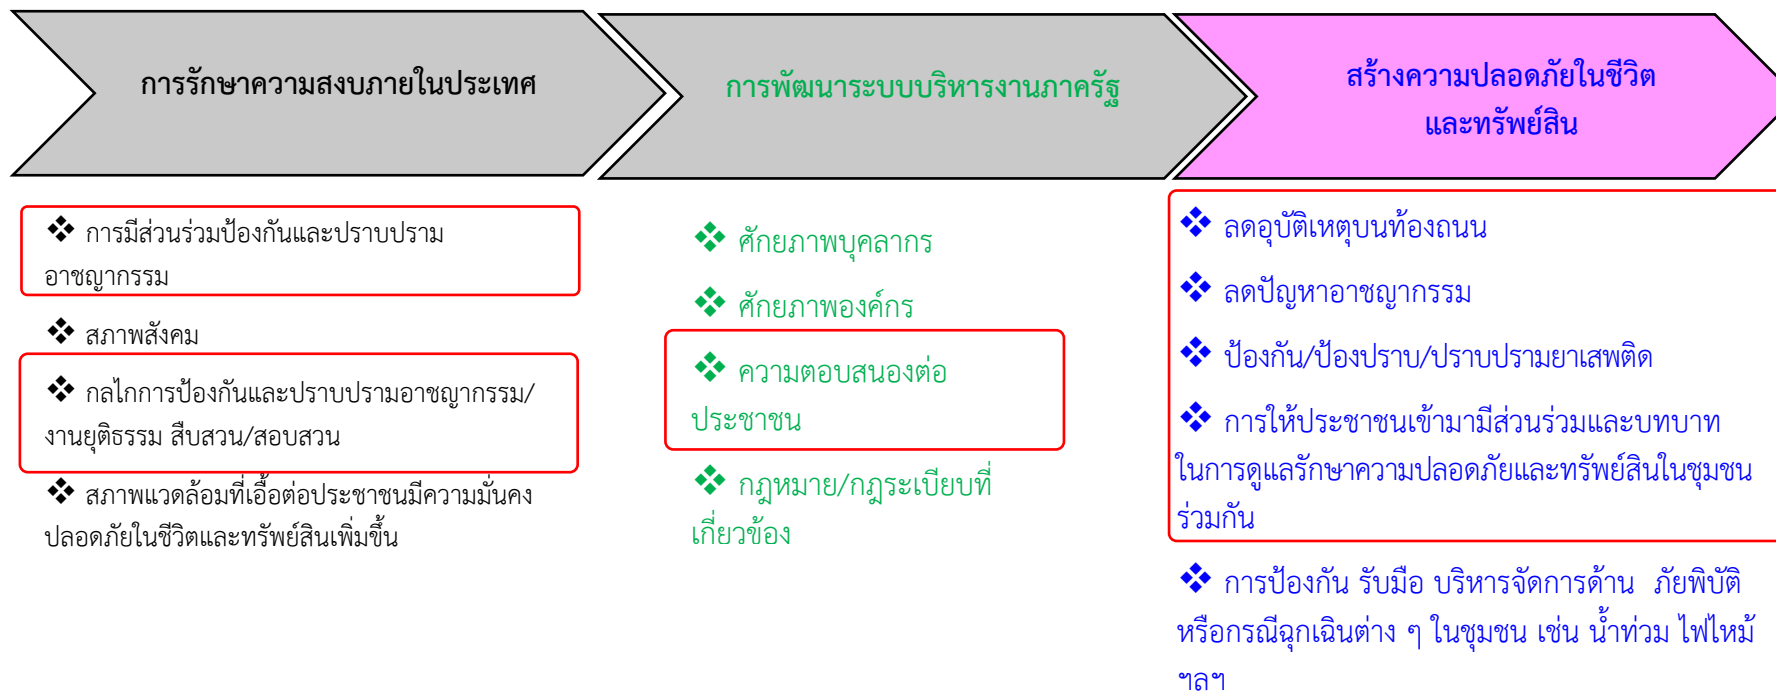 การรักษาความสงบภายในประเทศ
❖ การมีส่วนร่วมป้องกันและปราบปราม
อาชญากรรม
❖ สภาพสังคม
❖ กลไกการป้องกันและปราบปรามอาชญากรรม/
งานยุติธรรม สืบสวน/สอบสวน
❖ สภาพแวดล้อมที่เอื้อต่อประชาชนมีความมั่นคง
ปลอดภัยในชีวิตและทรัพย์สินเพิ่มขึ้น
การพัฒนาระบบบริหารงานภาครัฐ
❖ ศักยภาพบุคลากร
❖ ศักยภาพองค์กร
❖ ความตอบสนองต่อ
ประชาชน
❖ กฎหมาย/กฎระเบียบที่
เกี่ยวข้อง
สร้างความปลอดภัยในชีวิต
และทรัพย์สิน
❖ ลดอุบัติเหตุบนท้องถนน
❖ ลดปัญหาอาชญากรรม
❖ ป้องกัน/ป้องปราบ/ปราบปรามยาเสพติด
❖ การให้ประชาชนเข้ามามีส่วนร่วมและบทบาท
ในการดูแลรักษาความปลอดภัยและทรัพย์สินในชุมชน
ร่วมกัน
❖ การป้องกัน รับมือ บริหารจัดการด้าน ภัยพิบัติ
หรือกรณีฉุกเฉินต่าง ๆ ในชุมชน เช่น น้ำท่วม ไฟไหม้
ฯลฯ